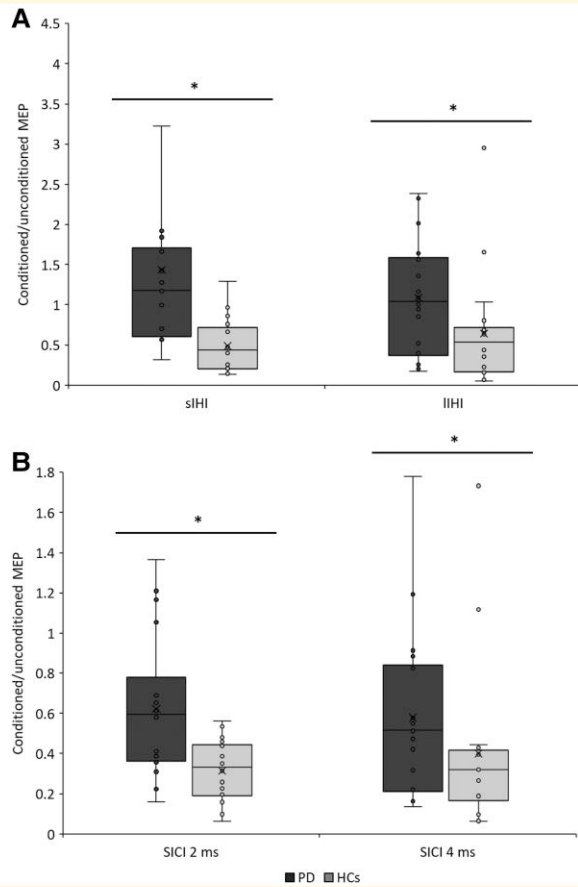 A
Conditioned/unconditioned MEP
4.5
4
3.5
3
2.5
2
1.5
1
0.5
0
*
*
sIHI
lIHI
B
Conditioned/unconditioned MEP
1.8
1.6
1.4
1.2
1
0.8
0.6
0.4
0.2
0
*
*
SICI 2 ms
SICI 4 ms
PD HCs